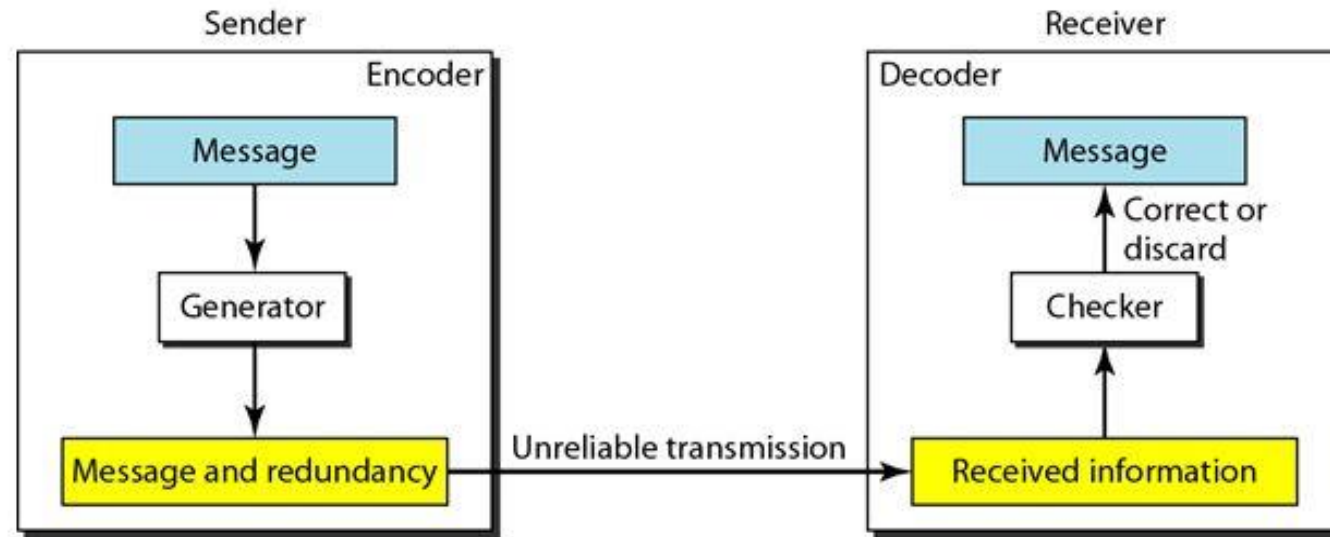 Sender
Encoder
Message
Generator
Message and redundancy
Unreliable transmission
Receiver
Decoder
Message
Correct or
discard
Checker
Received information